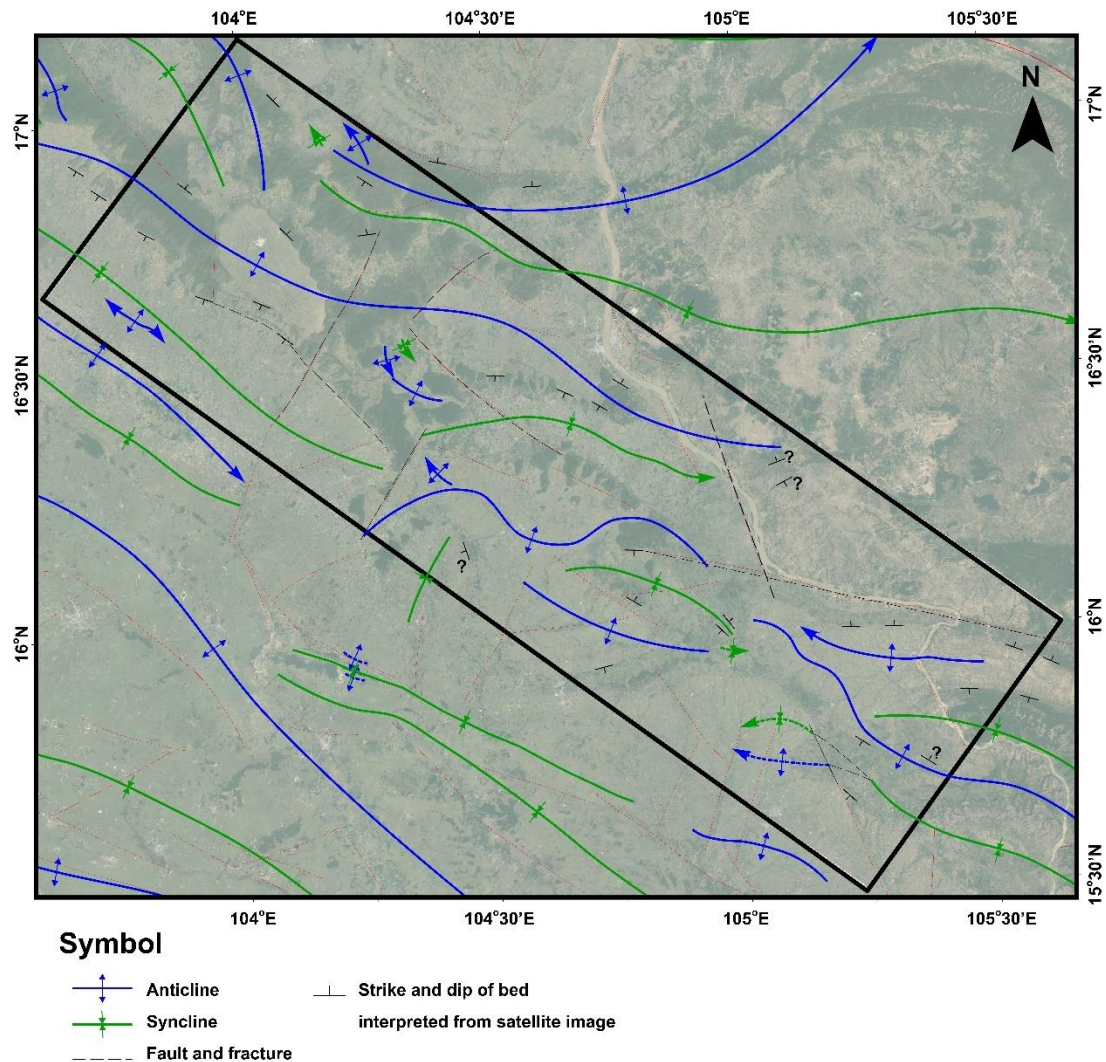 104°E 104°30'E 105°E 105°30'E
N
17°N 17°N
16°30'N 16°30'N
?
?
?
16°N 16°N
?
15°30'N
104°E 104°30'E 105°E 105°30'E
Symbol
Anticline
Syncline
Fault and fracture
Strike and dip of bed
interpreted from satellite image